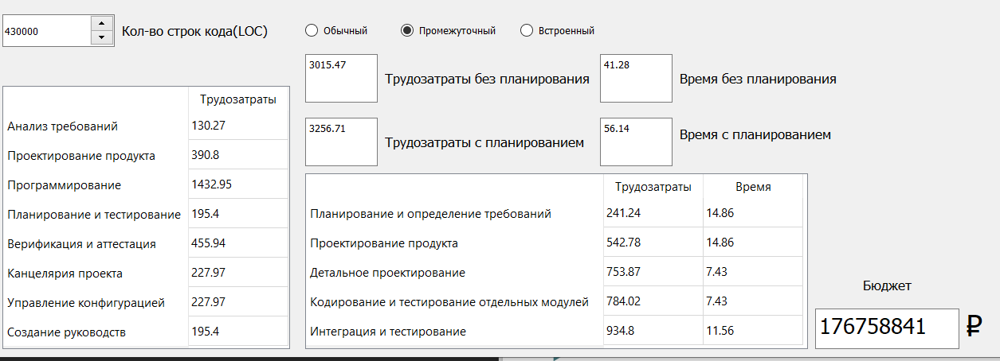 430000 Кол-во строк кода(LOC) Обычный Промежуточный Встроенный
3015.47 Трудозатраты без планирования 41.28 Время без планирования
3256.71 Трудозатраты с планированием 56.14 Время с планированием
Трудозатраты
Анализ требований 130.27
Проектирование продукта 390.8
Программирование 1432.95
Планирование и тестирование 195.4
Верификация и аттестация 455.94
Канцелярия проекта 227.97
Управление конфигурацией 227.97
Создание руководств 195.4
Трудозатраты Время
Планирование и определение требований 241.24 14.86
Проектирование продукта 542.78 14.86
Детальное проектирование 753.87 7.43
Кодирование и тестирование отдельных модулей 784.02 7.43
Интеграция и тестирование 934.8 11.56
Бюджет
176758841 ₽